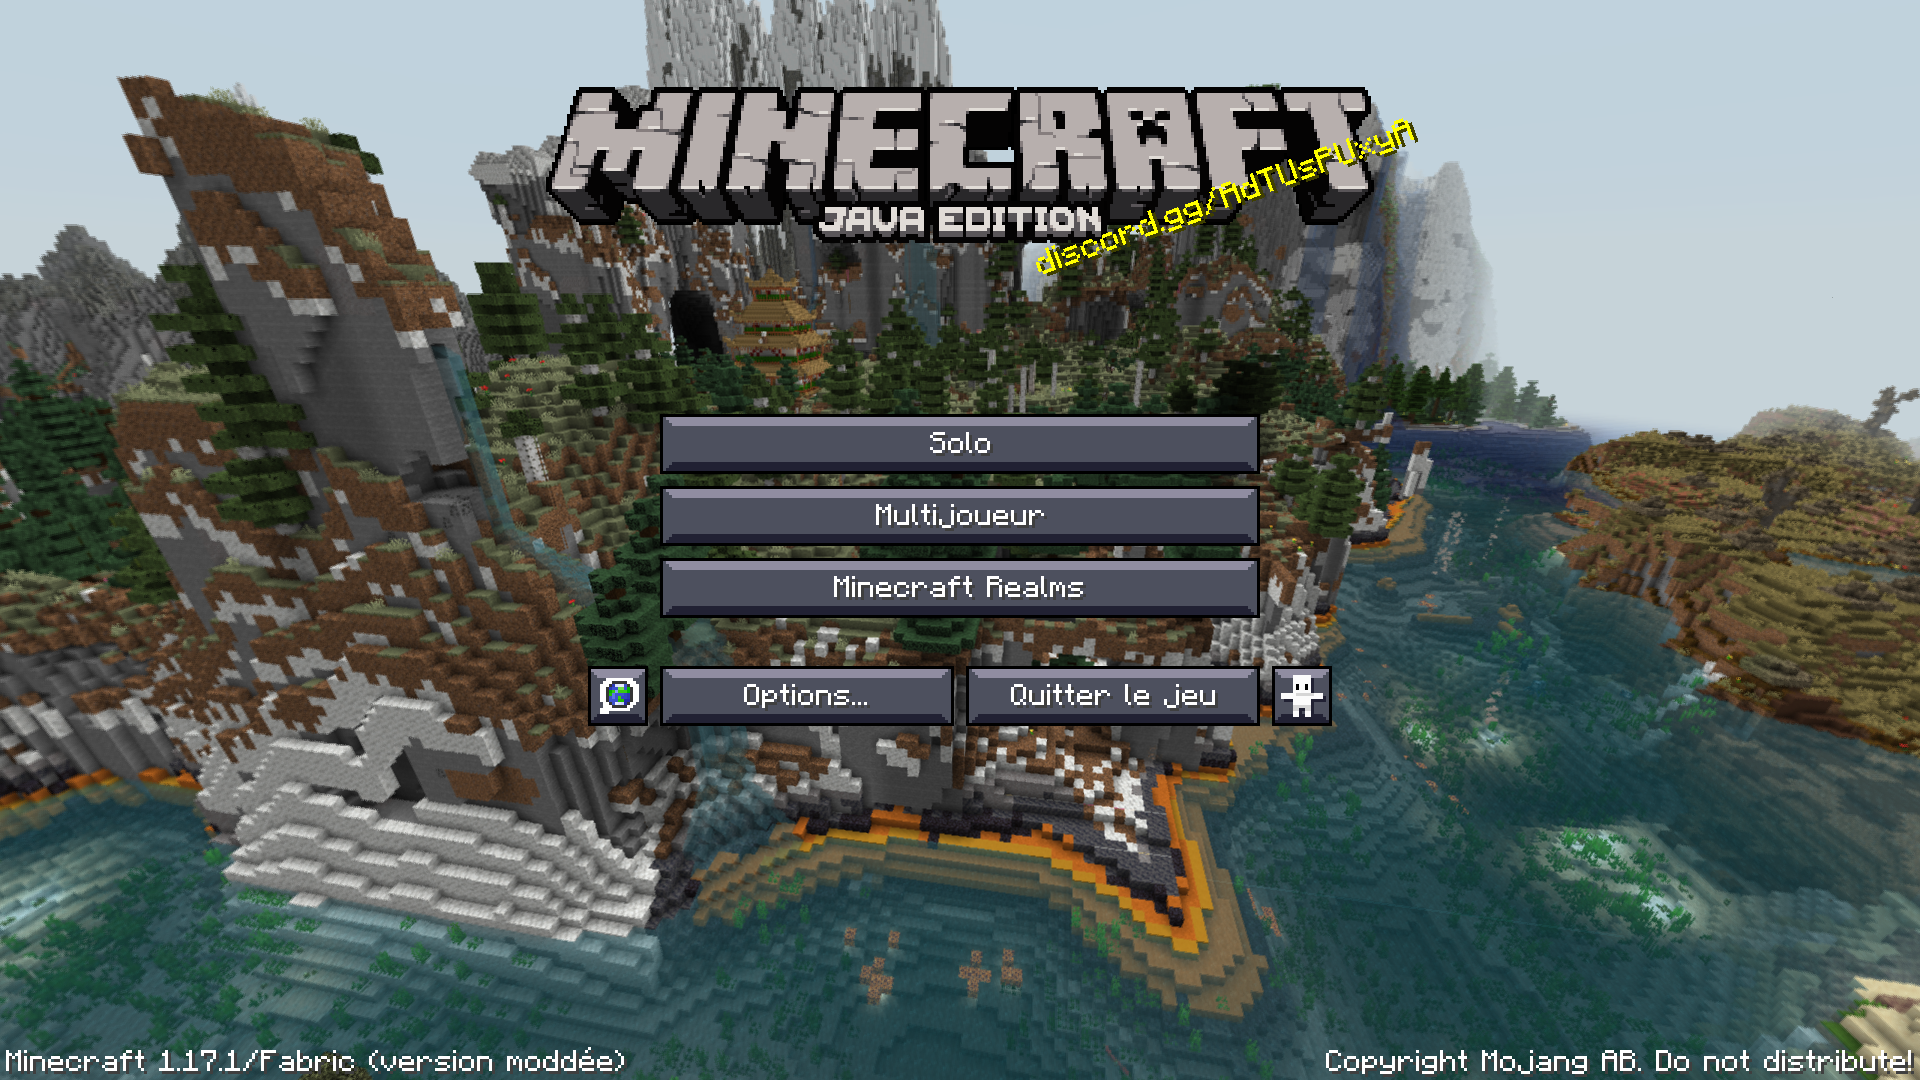 MINECRAFT
JAVA EDITION
discord.gg/AdTUsPUxyA
Solo
Multijoueur
Minecraft Realms
Options...
Quitter le jeu
Minecraft 1.17.1/Fabric (version moddée)
Copyright Mojang AB. Do not distribute!